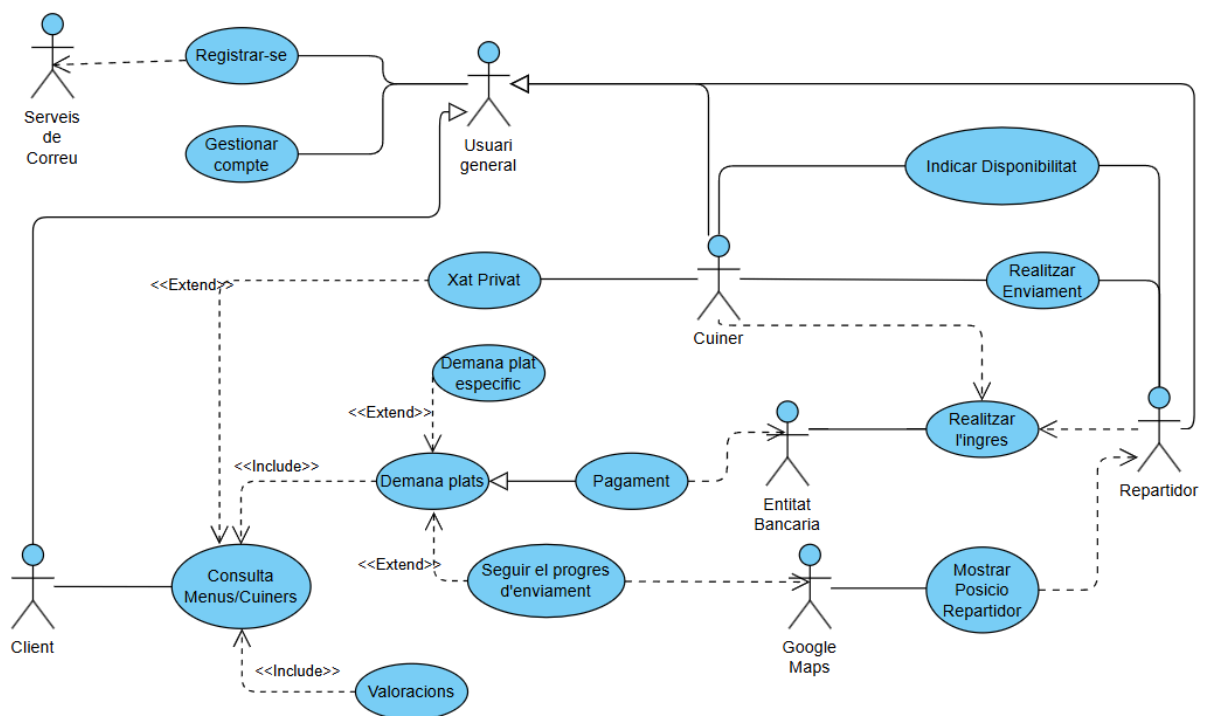 Registrar-se
Serveis
de
Correu
Gestionar
compte
Usuari
general
Indicar Disponibilitat
<<Extend>>
Xat Privat
Realitzar
Enviament
Cuiner
Demana plat
especific
<<Extend>>
Realitzar
l'ingres
<<Include>>
Demana plats
Pagament
Entitat
Bancaria
Repartidor
<<Extend>>
Consulta
Menus/Cuiners
Seguir el progres
d'enviament
Mostrar
Posicio
Repartidor
Client
Google
Maps
<<Include>>
Valoracions